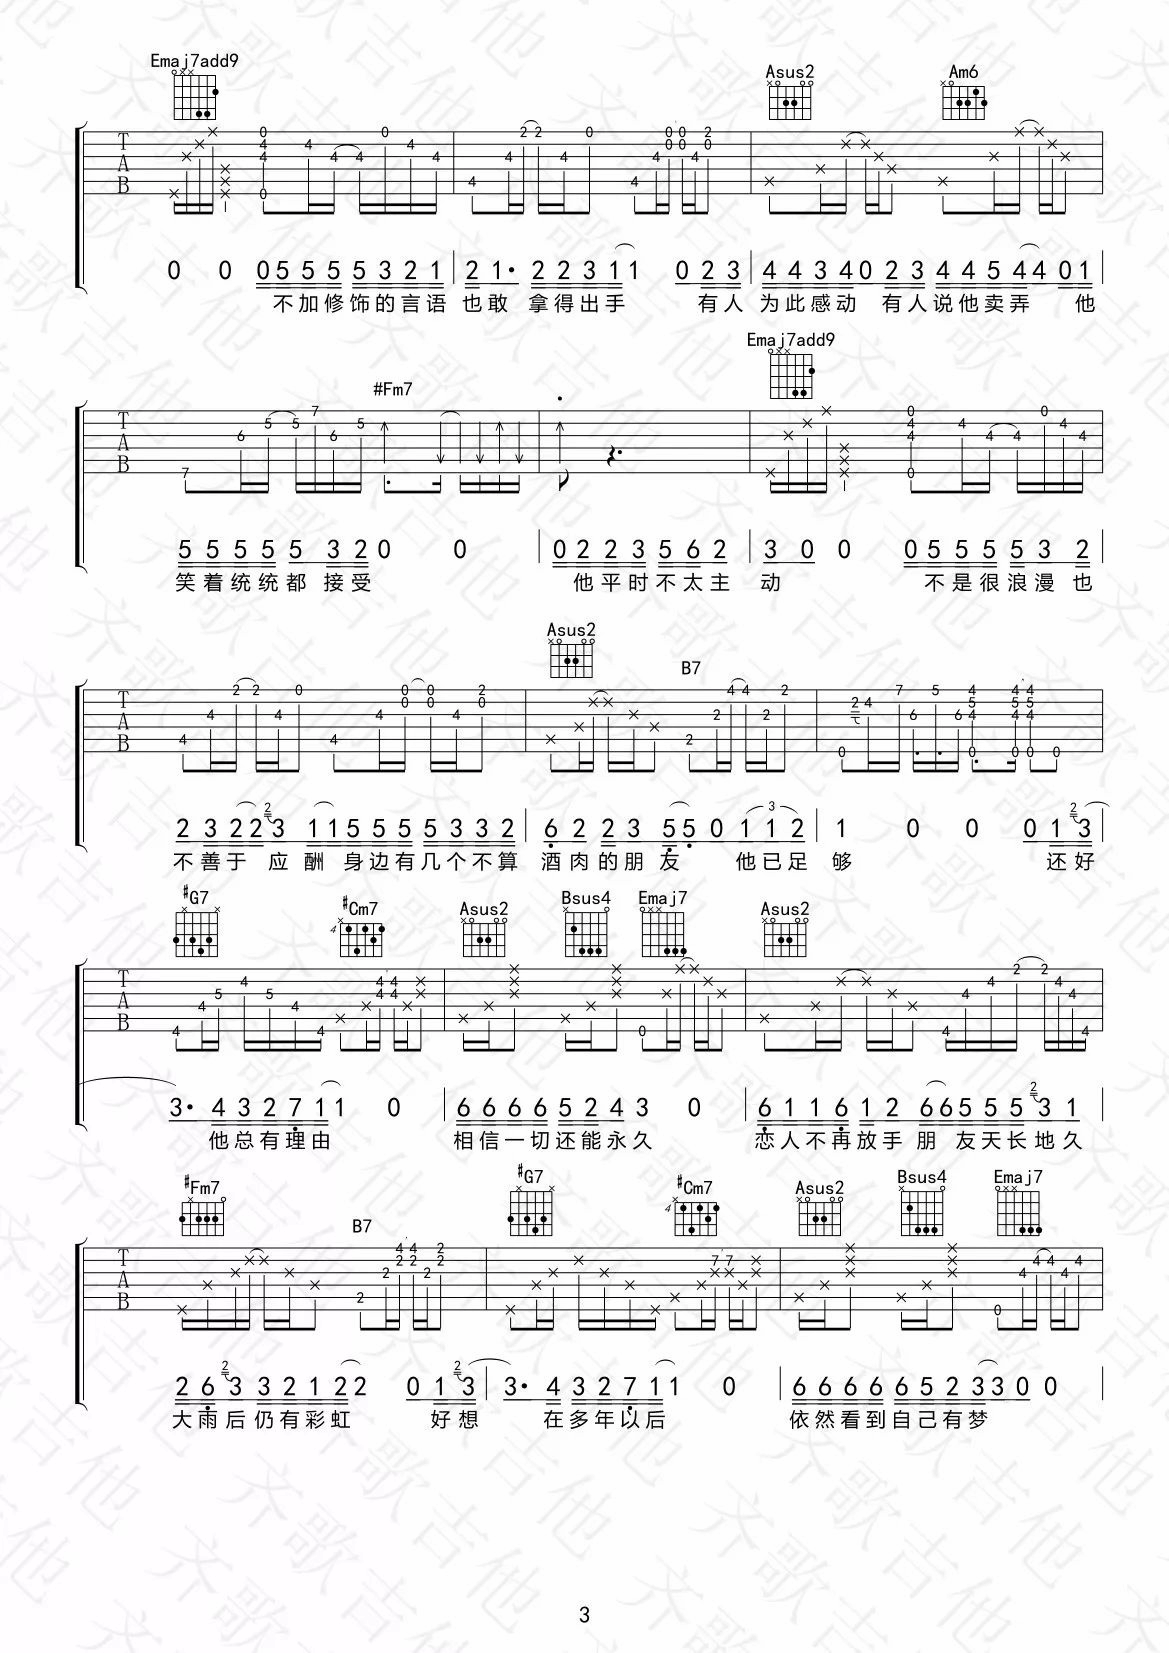 Emaj7add9 Asus2 Am6
0 0 0 5 5 5 5 3 2 1 2 1· 2 2 3 1 1 0 2 3 4 4 3 4 0 2 3 4 4 5 4 4 0 1
不加修饰的言语 也敢 拿得出手 有人 为此感动 有人说他卖弄 他
#Fm7 Emaj7add9
5 5 5 5 5 3 2 0 0 0 2 2 3 5 6 2 3 0 0 0 5 5 5 5 3 2
笑着统统都 接受 他平时不太主 动 不是很浪漫也
Asus2 B7
2 3 2 2 2 3 1 1 5 5 5 5 3 3 2 6 2 2 3 5 5 0 1 1 2 1 0 0 0 1 3
不善于 应 酬 身边有几个不算 酒肉的朋友 他已足 够 还好
#G7 #Cm7 Asus2 Bsus4 Emaj7 Asus2
3· 4 3 2 7 1 1 0 6 6 6 6 5 2 4 3 0 6 1 1 6 1 2 6 6 5 5 5 2 3 1
他总有理由 相信一切还能永久 恋人不再放手 朋 友天长地久
#Fm7 B7 #G7 #Cm7 Asus2 Bsus4 Emaj7
2 6 2 3 3 2 1 2 2 0 1 2 3 3· 4 3 2 7 1 1 0 6 6 6 6 6 5 2 3 3 0 0
大雨后仍有彩虹 好想 在多年以后 依然看到自己有梦
3
齐歌吉他